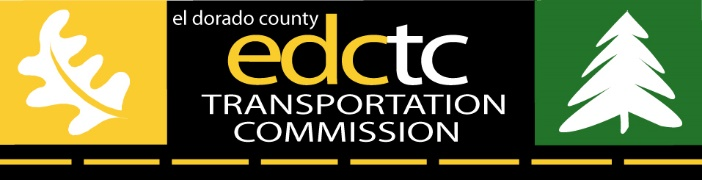 el dorado county
edctc
TRANSPORTATION
COMMISSION